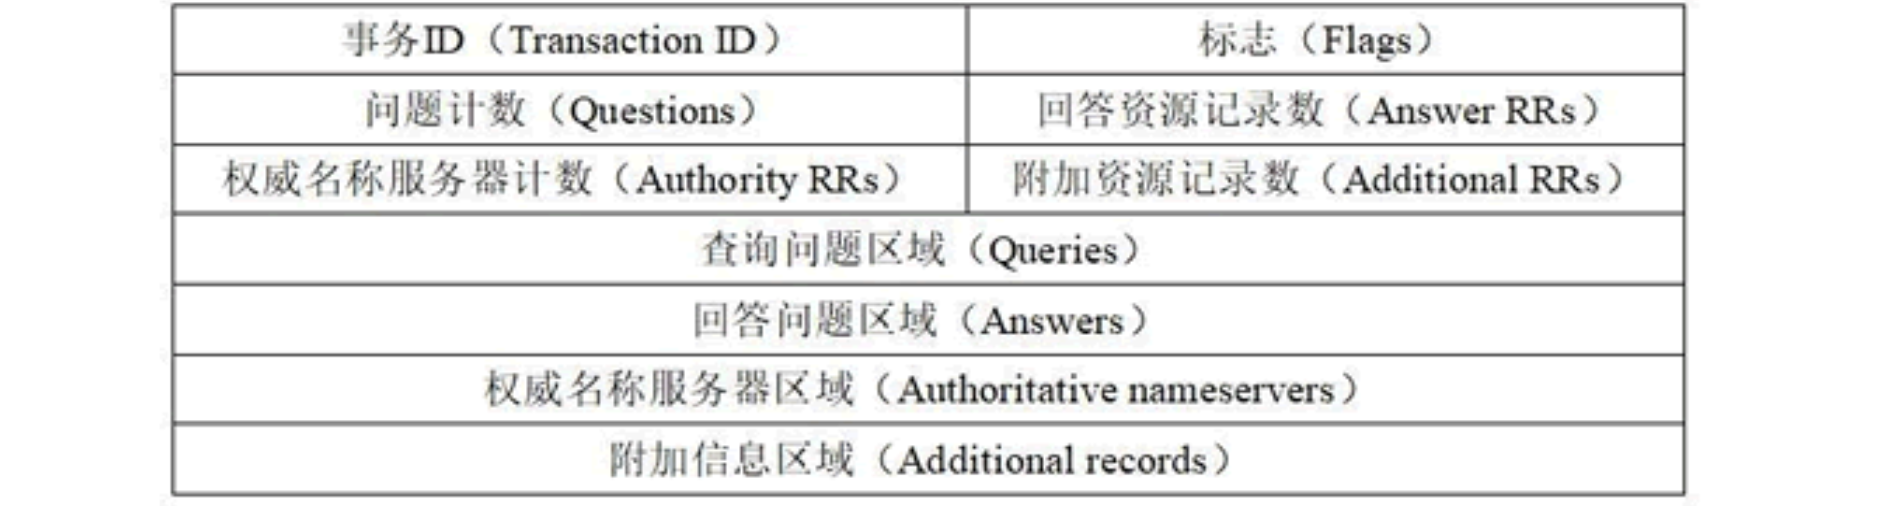 事务ID（Transaction ID）
标志（Flags）
问题计数（Questions）
回答资源记录数（Answer RRs）
权威名称服务器计数（Authority RRs）
附加资源记录数（Additional RRs）
查询问题区域（Queries）
回答问题区域（Answers）
权威名称服务器区域（Authoritative nameservers）
附加信息区域（Additional records）